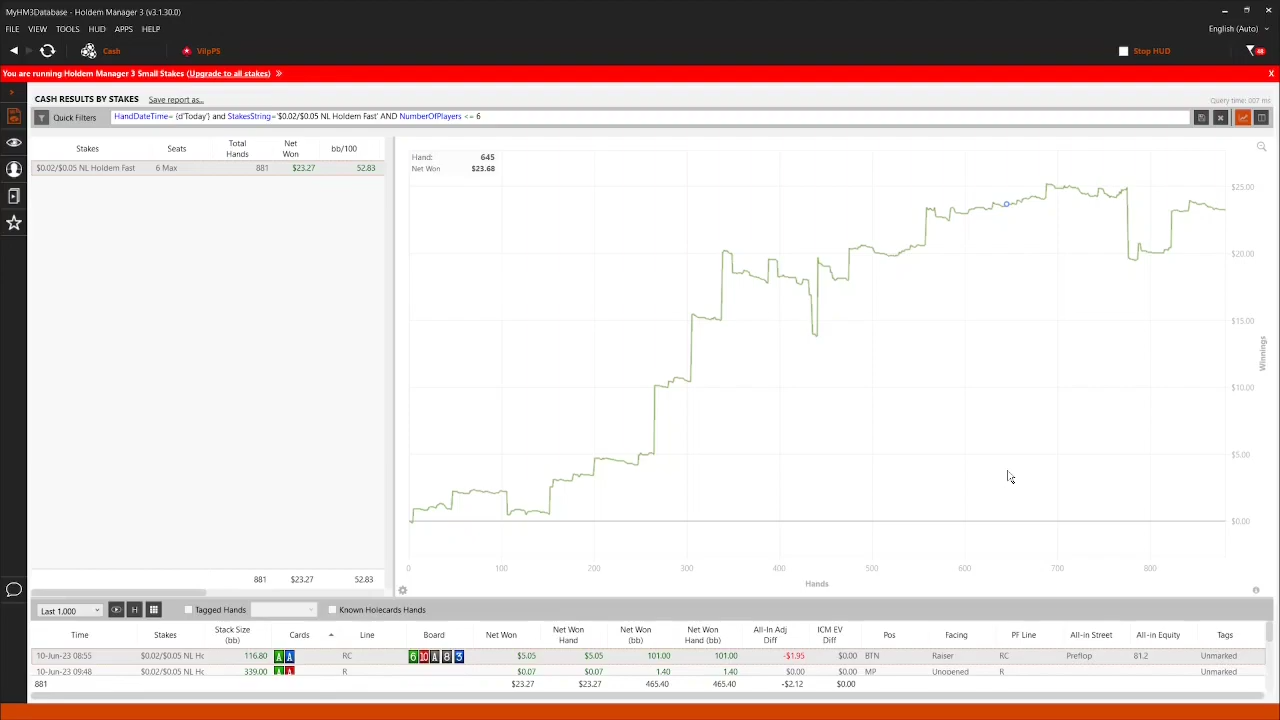 MyHM3Database - Holdem Manager 3 (v3.1.30.0)
FILE VIEW TOOLS HUD APPS HELP
English (Auto)
Cash
VilpPS
Stop HUD
48
You are running Holdem Manager 3 Small Stakes (Upgrade to all stakes)
X
CASH RESULTS BY STAKES Save report as...
Query time: 007 ms
Quick Filters
HandDateTime= {d'Today'} and StakesString='$0.02/$0.05 NL Holdem Fast' AND NumberOfPlayers <= 6
Stakes Seats Total Hands Net Won bb/100
$0.02/$0.05 NL Holdem Fast 6 Max 881 $23.27 52.83
881 $23.27 52.83
Hand: 645
Net Won $23.68
$25.00
$20.00
$15.00
$10.00
$5.00
$0.00
Winnings
0 100 200 300 400 500 600 700 800
Hands
Last 1,000 H Tagged Hands Known Holecards Hands
Time Stakes Stack Size (bb) Cards Line Board Net Won Net Won Hand Net Won (bb) Net Won Hand (bb) All-In Adj Diff ICM EV Diff Pos Facing PF Line All-in Street All-in Equity Tags
10-Jun-23 08:55 $0.02/$0.05 NL Hc 116.80 A A RC 6 10 A 8 3 $5.05 $5.05 101.00 101.00 -$1.95 $0.00 BTN Raiser RC Preflop 81.2 Unmarked
10-Jun-23 09:48 $0.02/$0.05 NL Hc 339.00 A A R $0.07 $0.07 1.40 1.40 $0.00 $0.00 MP Unopened R Unmarked
881 $23.27 $23.27 465.40 465.40 -$2.12 $0.00